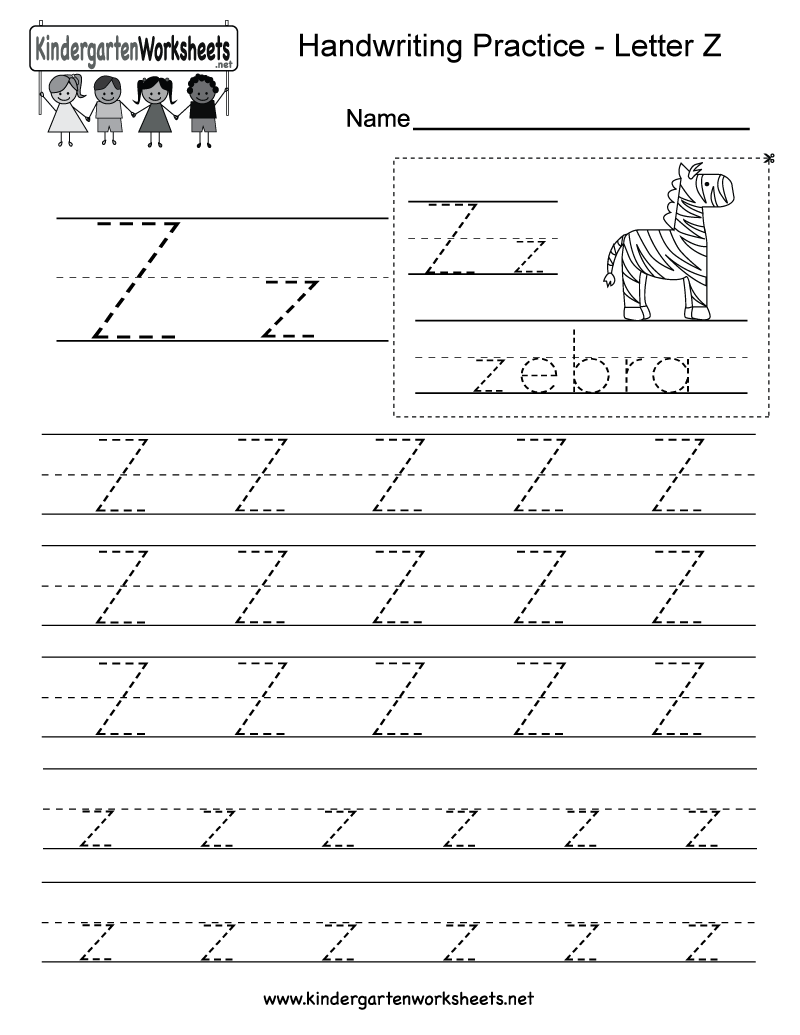 KindergartenWorksheets
.net
Handwriting Practice - Letter Z
Name
Z z
Z z
zebra
Z Z Z Z Z
Z Z Z Z Z
Z Z Z Z Z
z z z z z z
z z z z z z
www.kindergartenworksheets.net